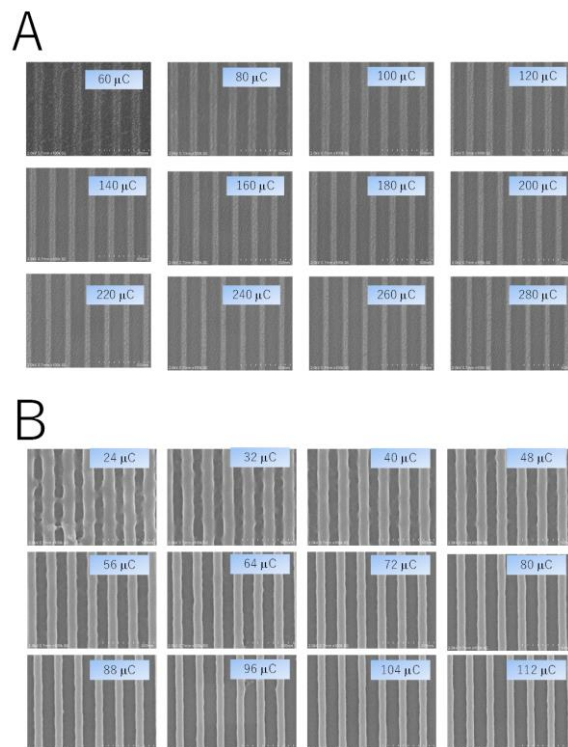 A
60 μC
80 μC
100 μC
120 μC
140 μC
160 μC
180 μC
200 μC
220 μC
240 μC
260 μC
280 μC
B
24 μC
32 μC
40 μC
48 μC
56 μC
64 μC
72 μC
80 μC
88 μC
96 μC
104 μC
112 μC